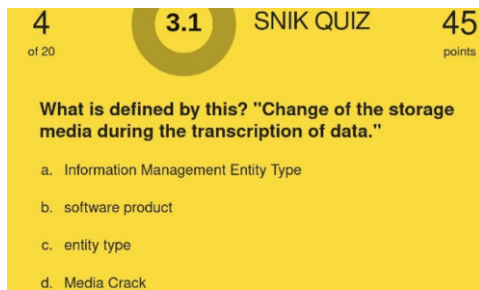 4 3.1 SNIK QUIZ 45
of 20 points
What is defined by this? "Change of the storage
media during the transcription of data."
a. Information Management Entity Type
b. software product
c. entity type
d. Media Crack